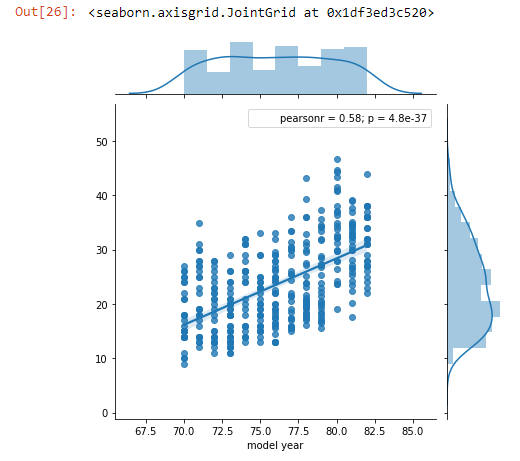 Out[26]: <seaborn.axisgrid.JointGrid at 0x1df3ed3c520>
pearsonr = 0.58; p = 4.8e-37
50
40
30
20
10
0
67.5 70.0 72.5 75.0 77.5 80.0 82.5 85.0
model year